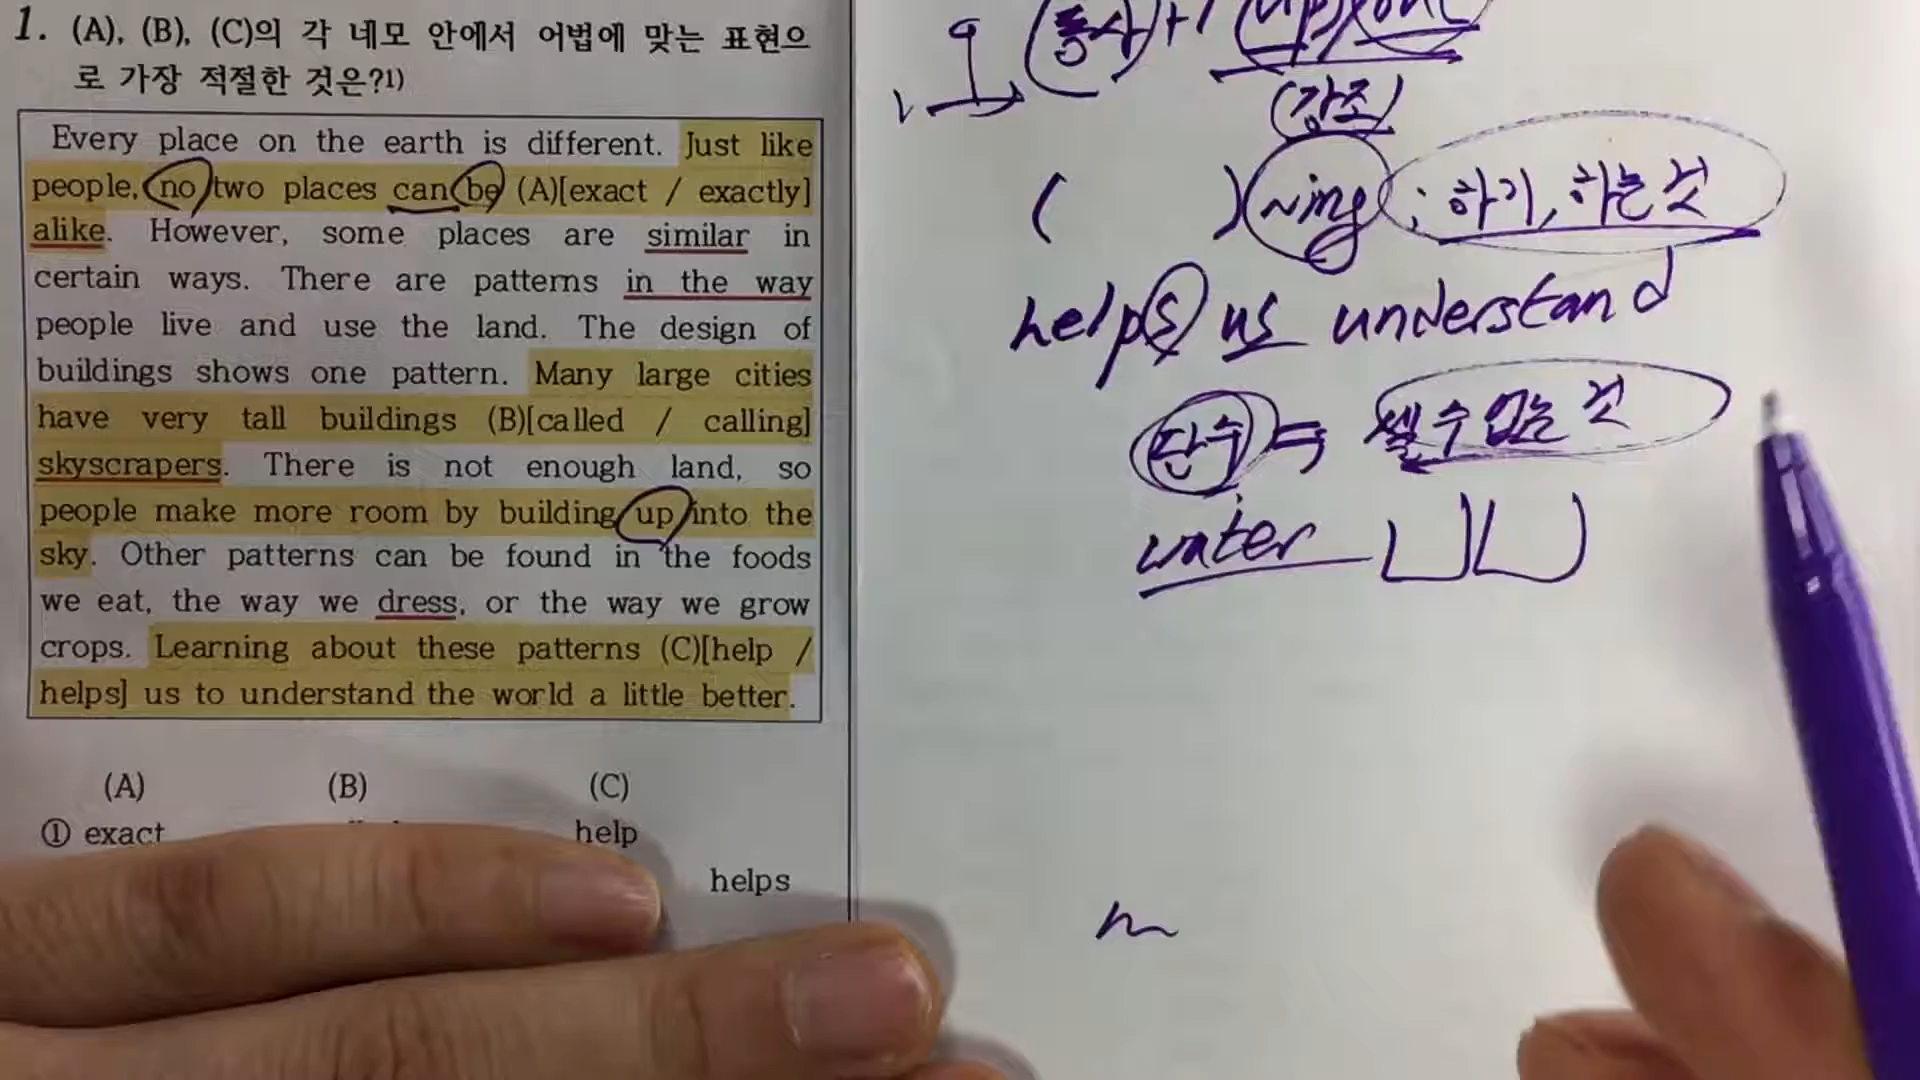 1. (A), (B), (C)의 각 네모 안에서 어법에 맞는 표현으
로 가장 적절한 것은?1)
Every place on the earth is different. Just like
people, no two places can be (A)[exact / exactly]
alike. However, some places are similar in
certain ways. There are patterns in the way
people live and use the land. The design of
buildings shows one pattern. Many large cities
have very tall buildings (B)[called / calling]
skyscrapers. There is not enough land, so
people make more room by building up into the
sky. Other patterns can be found in the foods
we eat, the way we dress, or the way we grow
crops. Learning about these patterns (C)[help /
helps] us to understand the world a little better.
(A) (B) (C)
① exact help
helps
(동사)+
(강조)
( ) ~ing ; 하기, 하는 것
helps us understand
단수 셀 수 없는 것
water